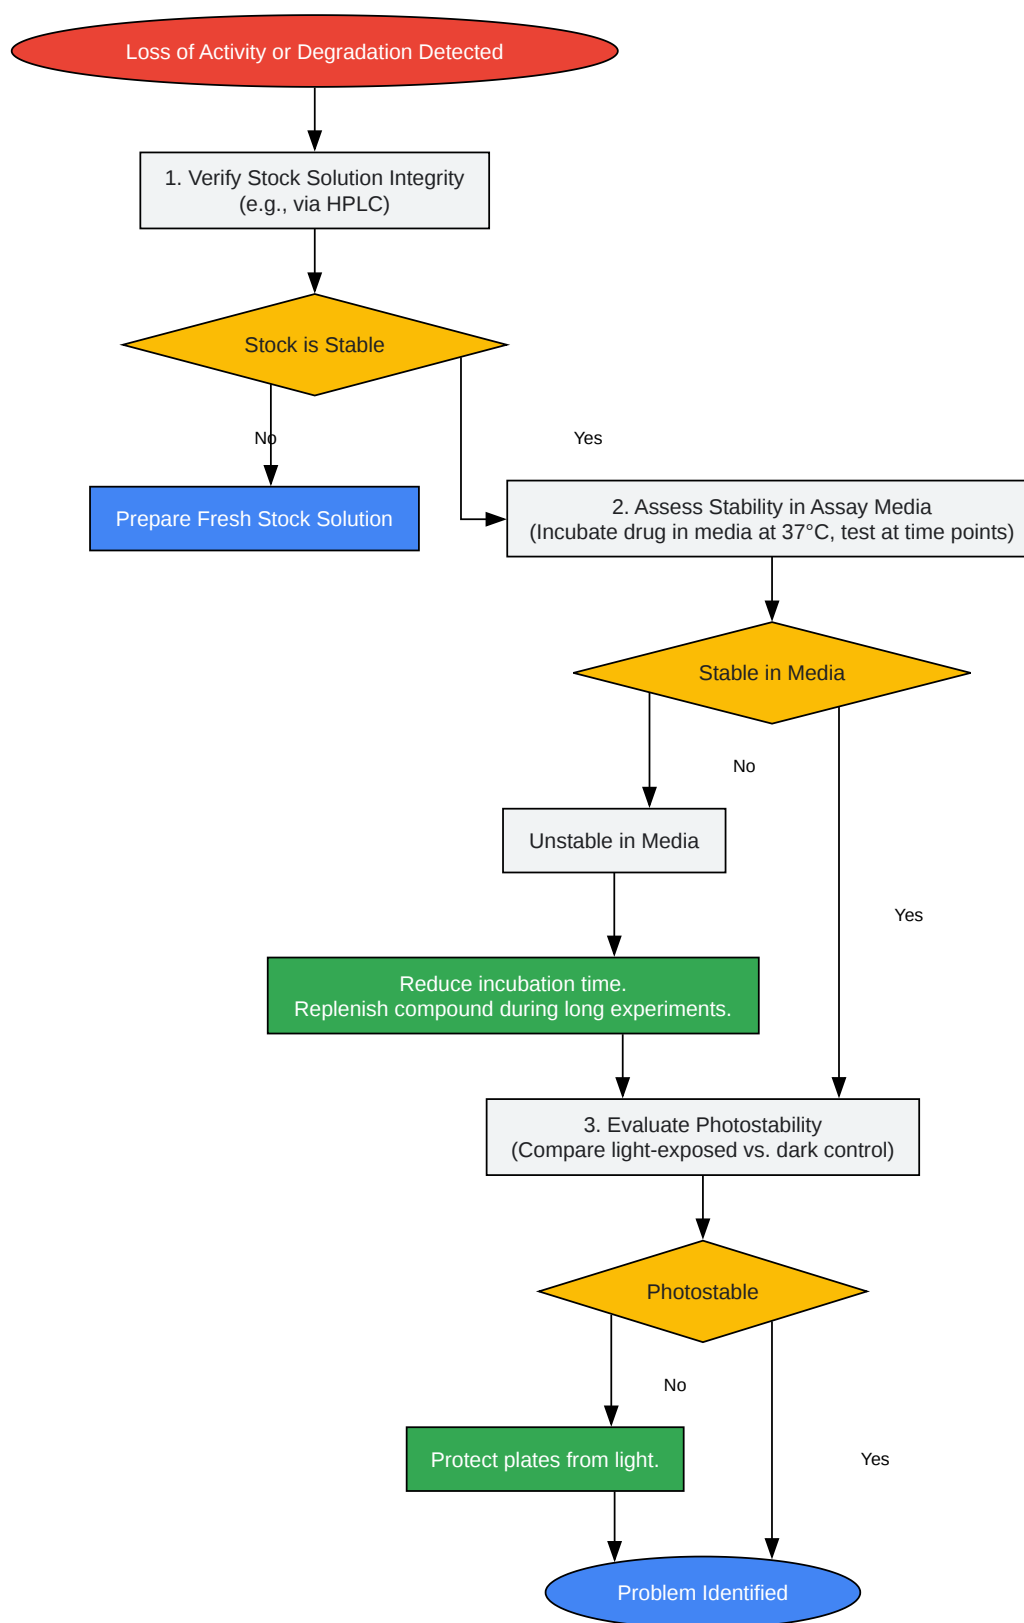 Loss of Activity or Degradation Detected
1. Verify Stock Solution Integrity
(e.g., via HPLC)
Stock is Stable
No
Yes
Prepare Fresh Stock Solution
2. Assess Stability in Assay Media
(Incubate drug in media at 37°C, test at time points)
Stable in Media
No
Unstable in Media
Yes
Reduce incubation time.
Replenish compound during long experiments.
3. Evaluate Photostability
(Compare light-exposed vs. dark control)
Photostable
No
Protect plates from light.
Yes
Problem Identified